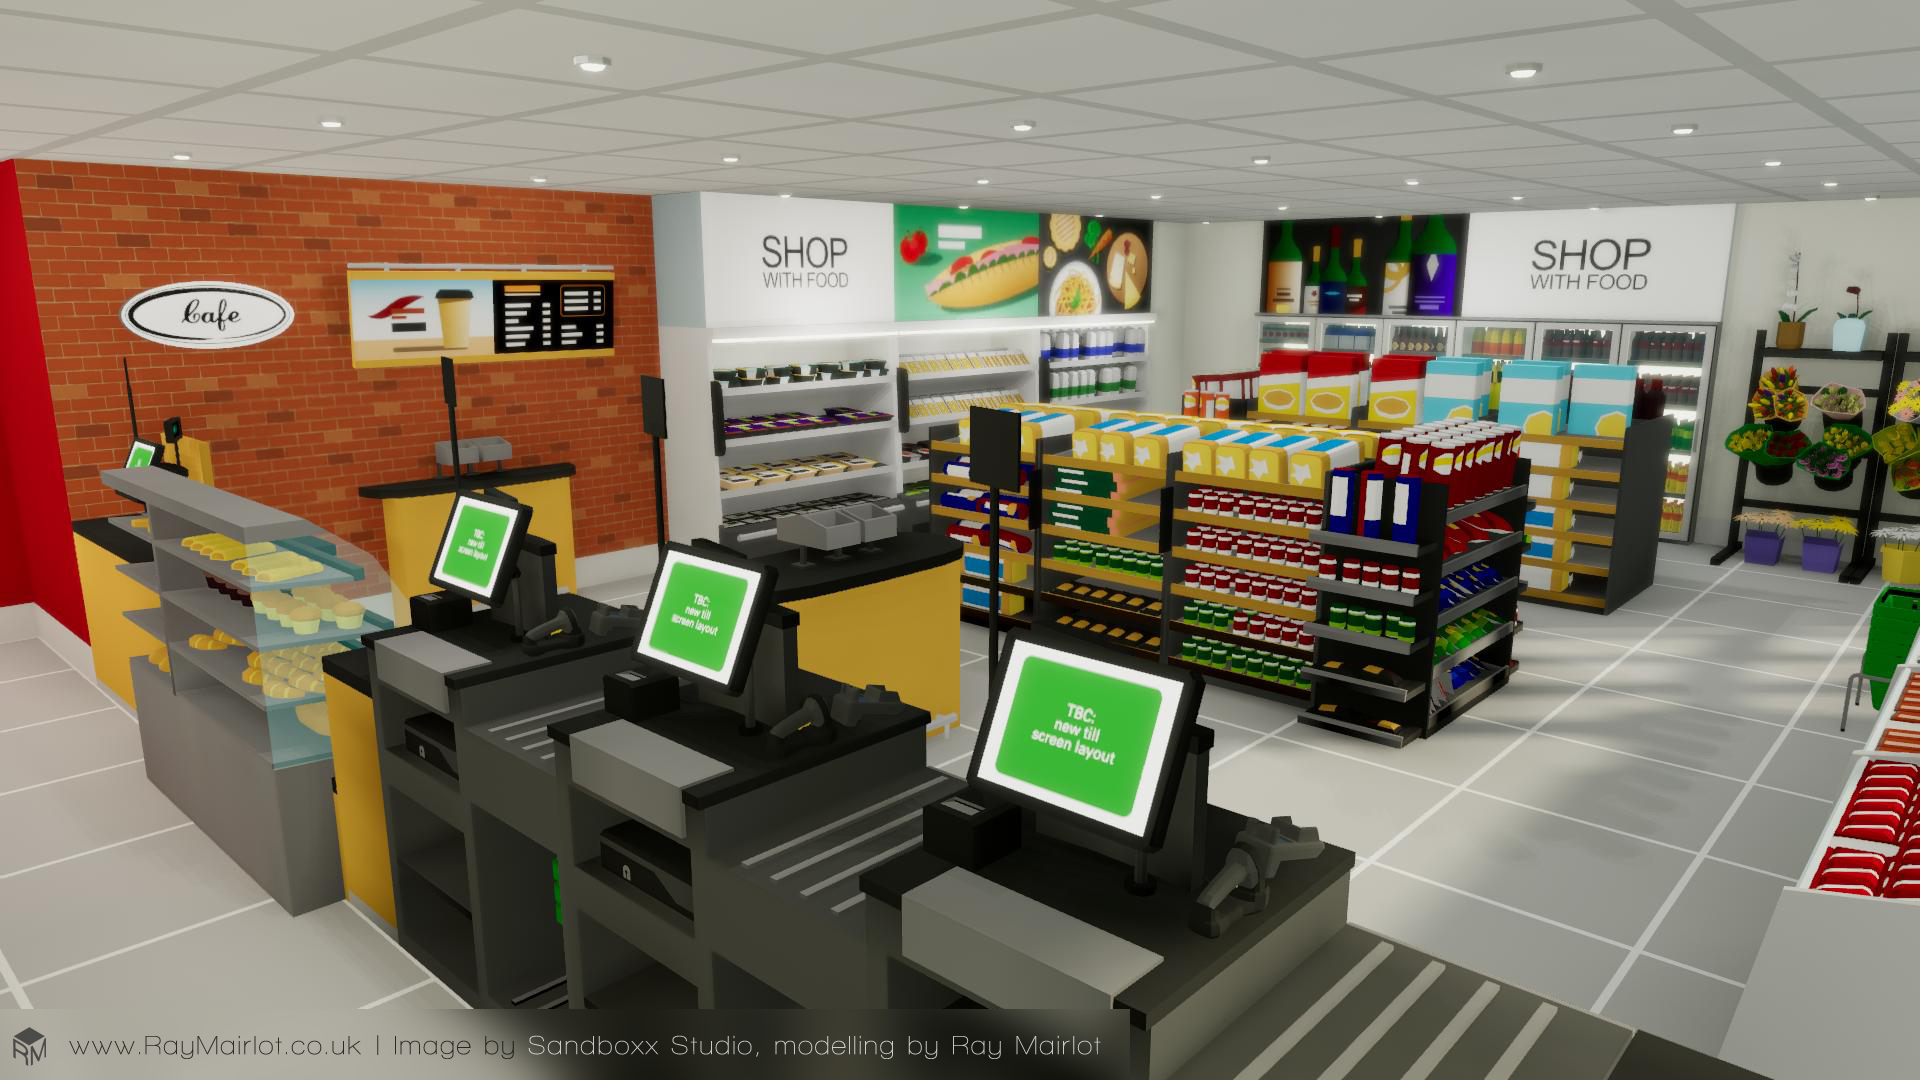 SHOP
WITH FOOD
SHOP
WITH FOOD
Cafe
TBC:
new till
screen layout
TBC:
new till
screen layout
TBC:
new till
screen layout
RM
www.RayMairlot.co.uk | Image by Sandboxx Studio, modelling by Ray Mairlot